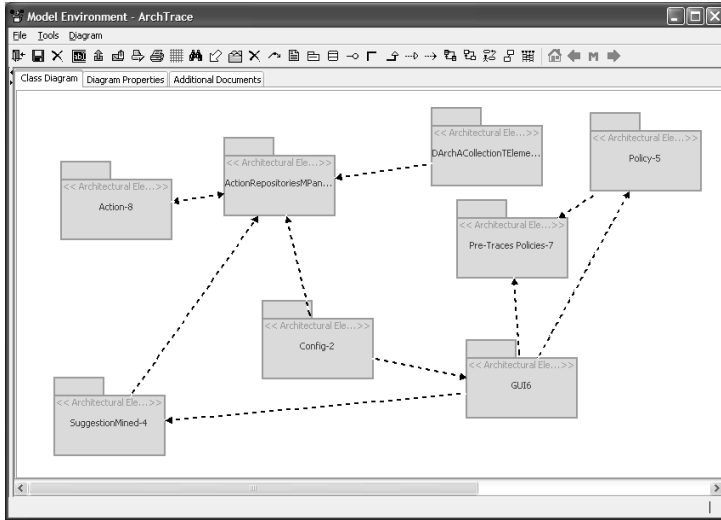 Model Environment - ArchTrace
File Tools Diagram
M
Class Diagram Diagram Properties Additional Documents
<< Architectural Ele...>>
DArchACollectionTEleme...
<< Architectural Ele...>>
Policy-5
<< Architectural Ele...>>
ActionRepositoriesMPan...
<< Architectural Ele...>>
Action-8
<< Architectural Ele...>>
Pre-Traces Policies-7
<< Architectural Ele...>>
Config-2
<< Architectural Ele...>>
GUI6
<< Architectural Ele...>>
SuggestionMined-4